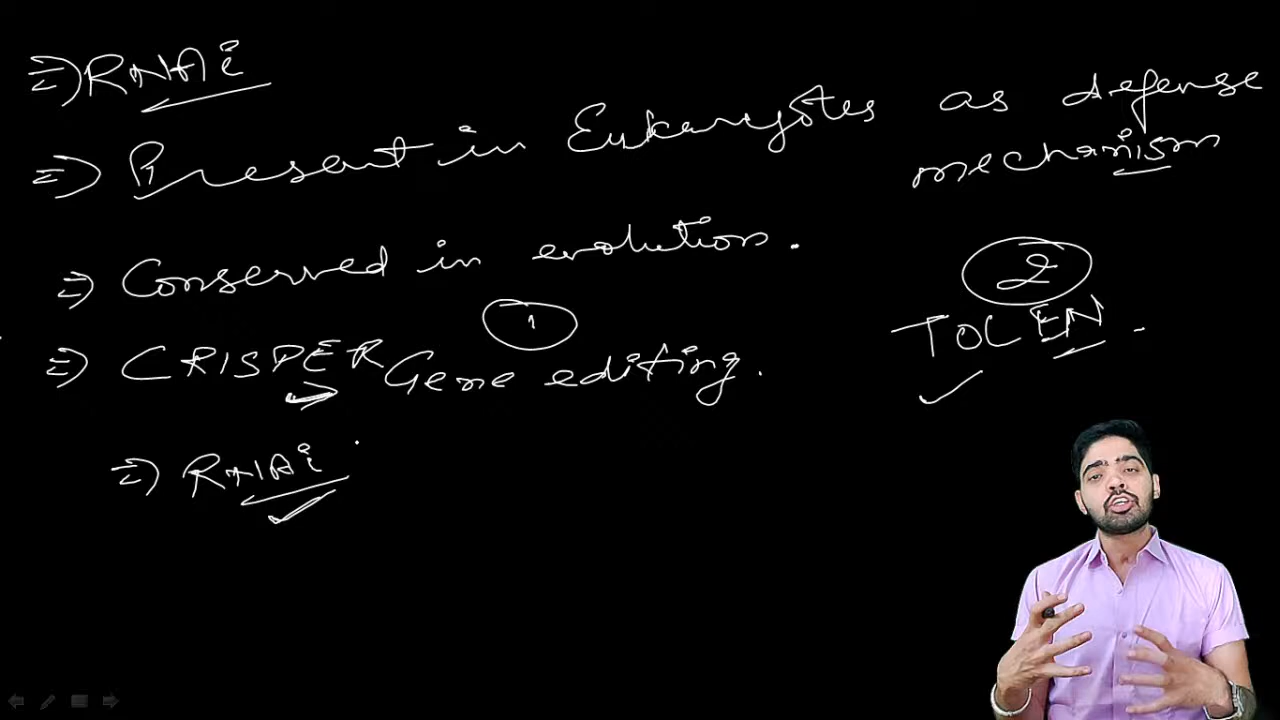 ⇒ RNAi
⇒ Present in Eukaryotes as defense
mechanism
⇒ Conserved in evolution.
1
2
⇒ CRISPER Gene editing.
TOLEN
⇒ RNAi